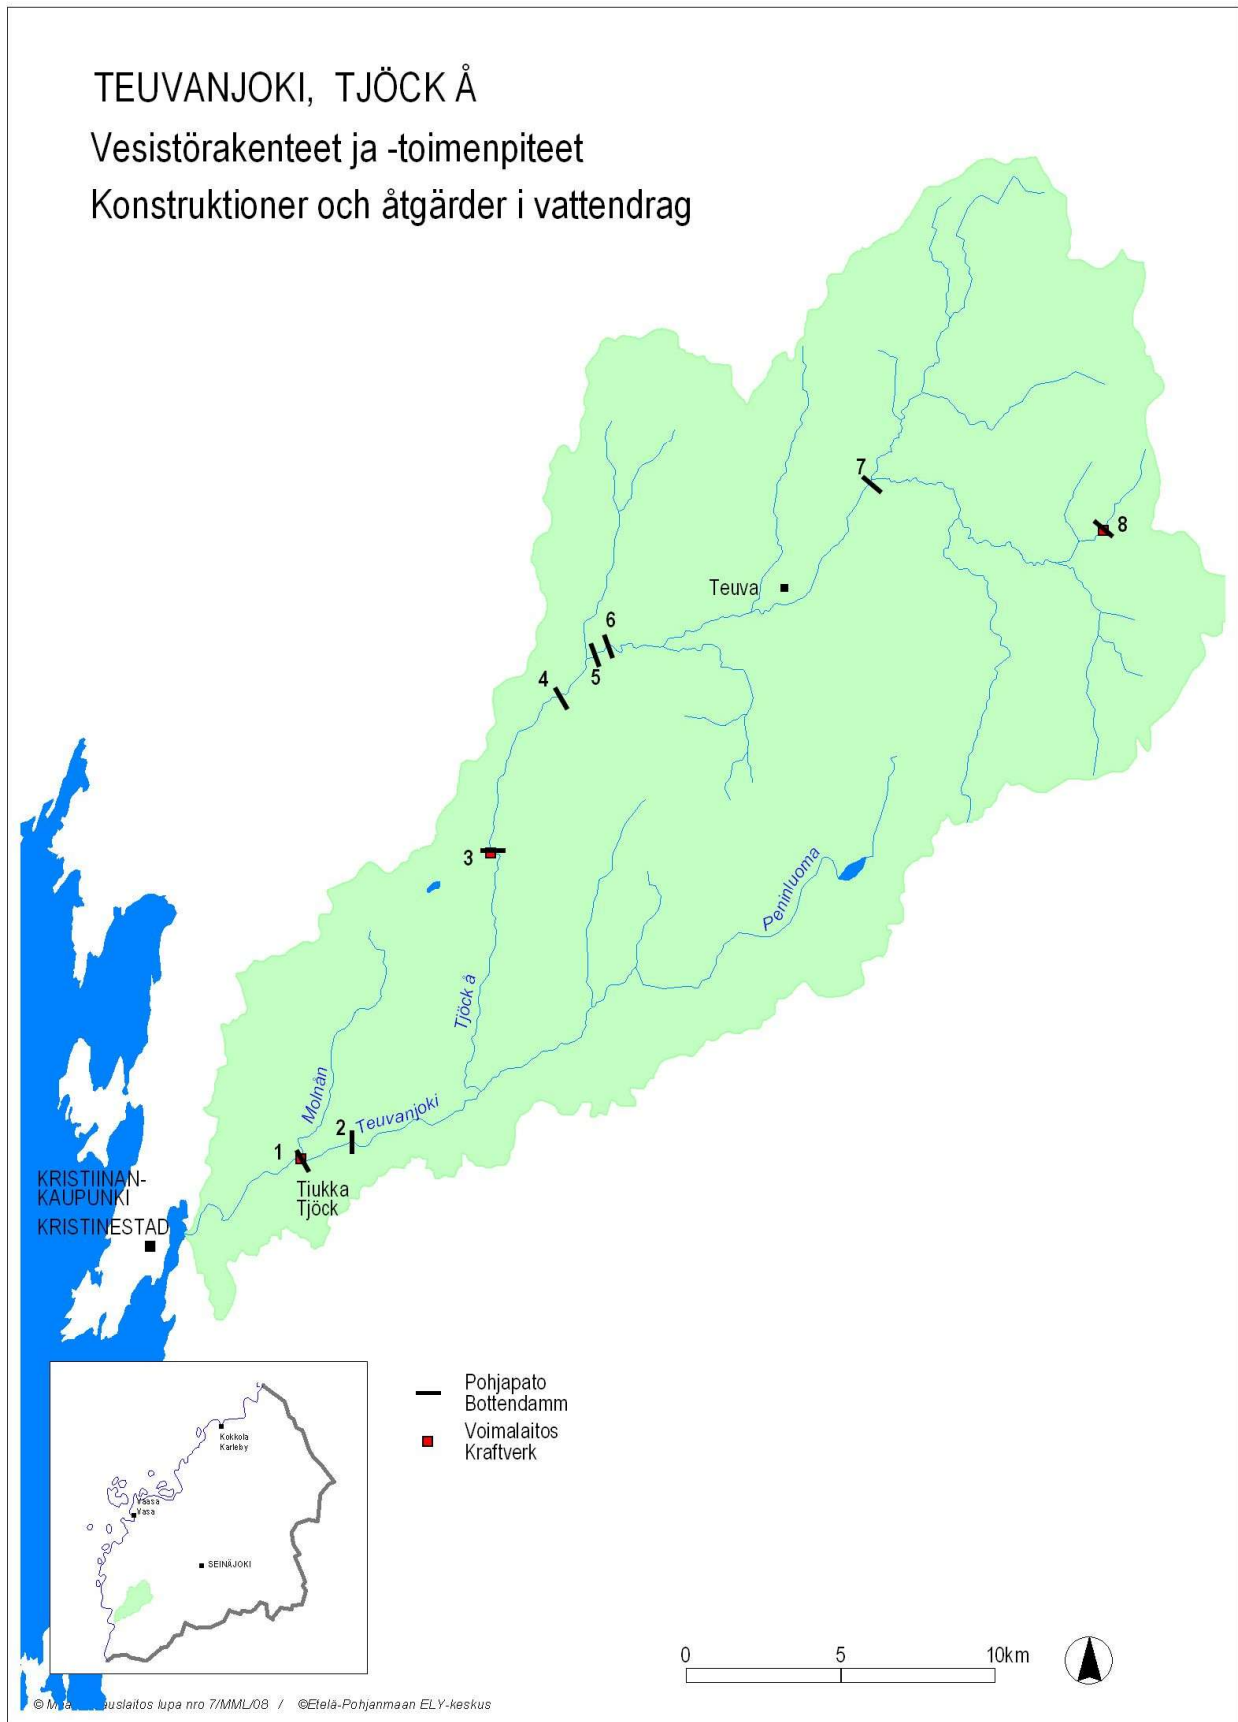 TEUVANJOKI, TJÖCK Å
Vesistörakenteet ja -toimenpiteet
Konstruktioner och åtgärder i vattendrag
7
8
Teuva
6
5
4
3
Peninluoma
Tjöck å
Molnån
2
Teuvanjoki
1
Tiukka
Tjöck
KRISTIINAN-
KAUPUNKI
KRISTINESTAD
Pohjapato
Bottendamm
Voimalaitos
Kraftverk
Kokkola
Karleby
Vaasa
Vasa
SEINÄJOKI
0 5 10km
© lupa nro 7/MML/08 / ©Etelä-Pohjanmaan ELY-keskus